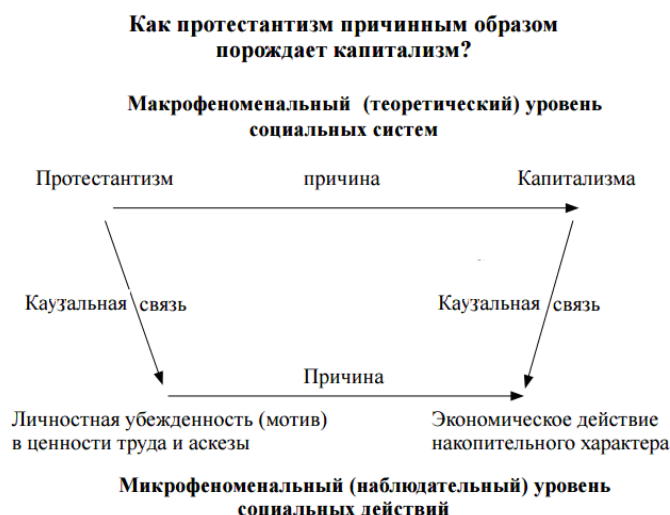 Как протестантизм причинным образом
порождает капитализм?
Макрофеноменальный (теоретический) уровень
социальных систем
Протестантизм причина Капитализма
Каузальная связь Каузальная связь
Причина
Личностная убежденность (мотив) Экономическое действие
в ценности труда и аскезы накопительного характера
Микрофеноменальный (наблюдательный) уровень
социальных действий